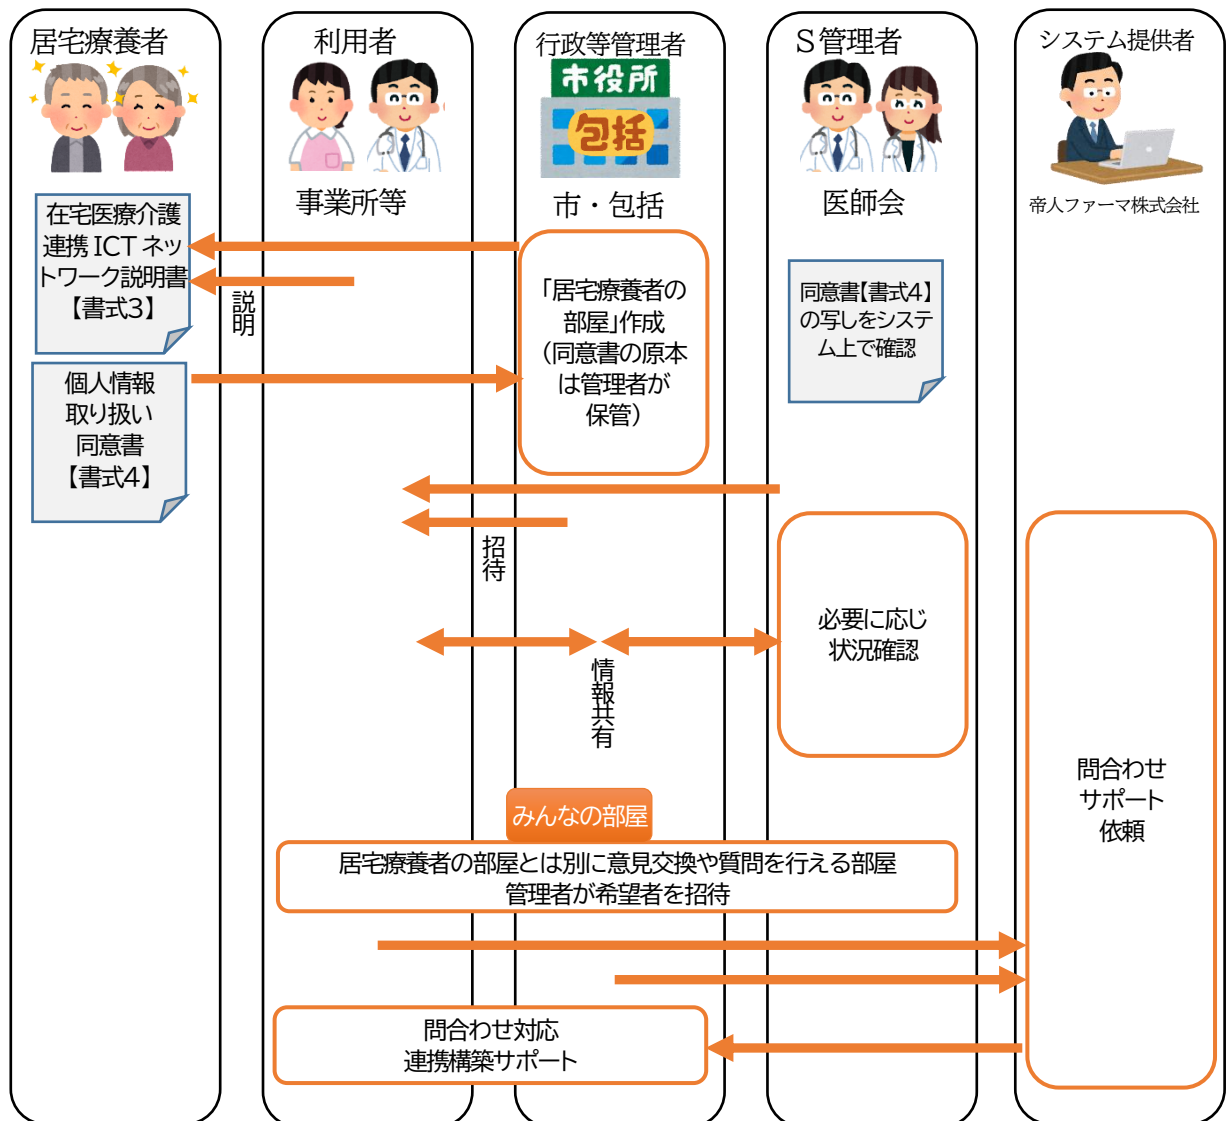 居宅療養者
利用者
行政等管理者
S管理者
システム提供者
市役所
包括
事業所等
市・包括
医師会
帝人ファーマ株式会社
在宅医療介護
連携ICTネッ
トワーク説明書
【書式3】
説明
「居宅療養者の
部屋」作成
（同意書の原本
は管理者が
保管）
同意書【書式4】
の写しをシステ
ム上で確認
個人情報
取り扱い
同意書
【書式4】
招待
必要に応じ
状況確認
情報共有
問合わせ
サポート
依頼
みんなの部屋
居宅療養者の部屋とは別に意見交換や質問を行える部屋
管理者が希望者を招待
問合わせ対応
連携構築サポート